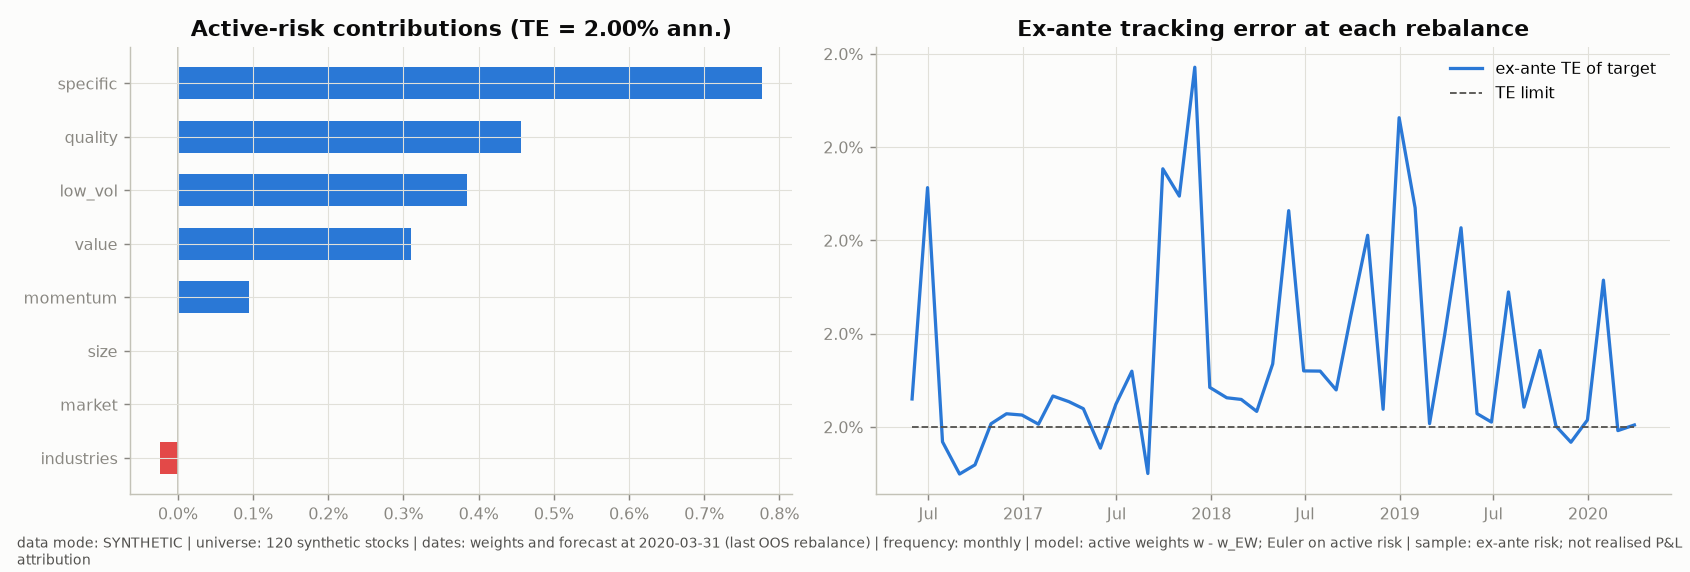 Active-risk contributions (TE = 2.00% ann.)
specific
quality
low_vol
value
momentum
size
market
industries
0.0%
0.1%
0.2%
0.3%
0.4%
0.5%
0.6%
0.7%
0.8%
Ex-ante tracking error at each rebalance
2.0%
2.0%
2.0%
2.0%
2.0%
ex-ante TE of target
TE limit
Jul
2017
Jul
2018
Jul
2019
Jul
2020
data mode: SYNTHETIC | universe: 120 synthetic stocks | dates: weights and forecast at 2020-03-31 (last OOS rebalance) | frequency: monthly | model: active weights w - w_EW; Euler on active risk | sample: ex-ante risk; not realised P&L
attribution